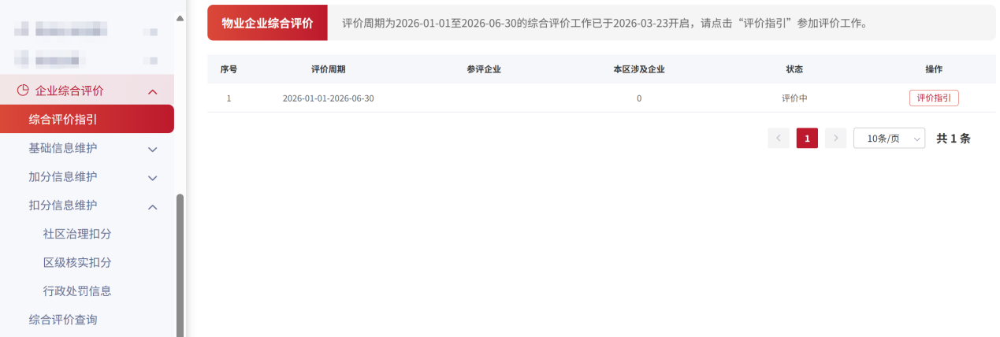 企业综合评价
综合评价指引
基础信息维护
加分信息维护
扣分信息维护
社区治理扣分
区级核实扣分
行政处罚信息
综合评价查询
物业企业综合评价 评价周期为2026-01-01至2026-06-30的综合评价工作已于2026-03-23开启，请点击“评价指引”参加评价工作。
序号 评价周期 参评企业 本区涉及企业 状态 操作
1 2026-01-01-2026-06-30 0 评价中 评价指引
1 10条/页 共 1 条